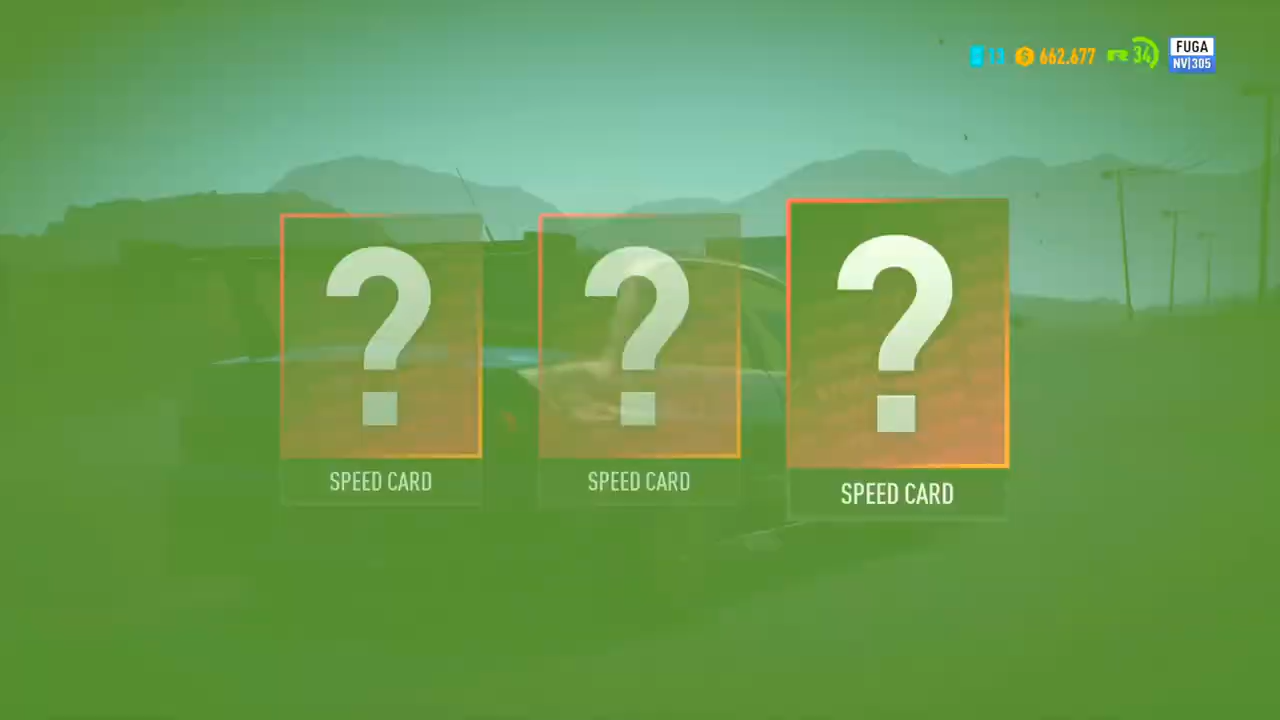 13 662.677 R 34 FUGA
NV|305
? ? ?
SPEED CARD SPEED CARD SPEED CARD